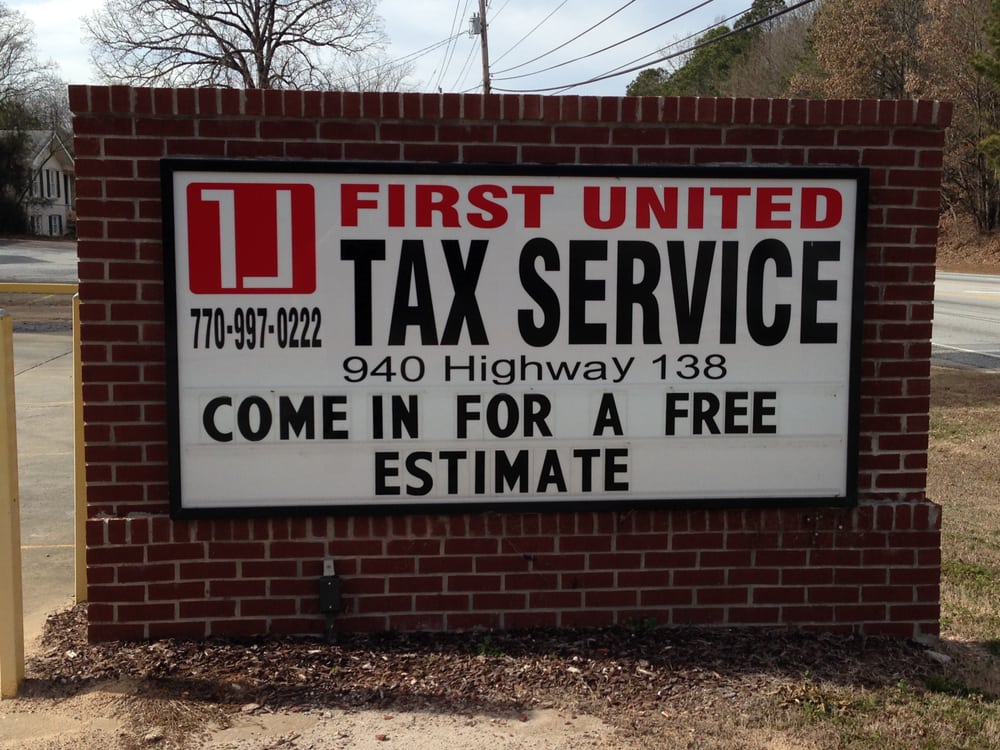 FIRST UNITED
TAX SERVICE
770-997-0222
940 Highway 138
COME IN FOR A FREE
ESTIMATE